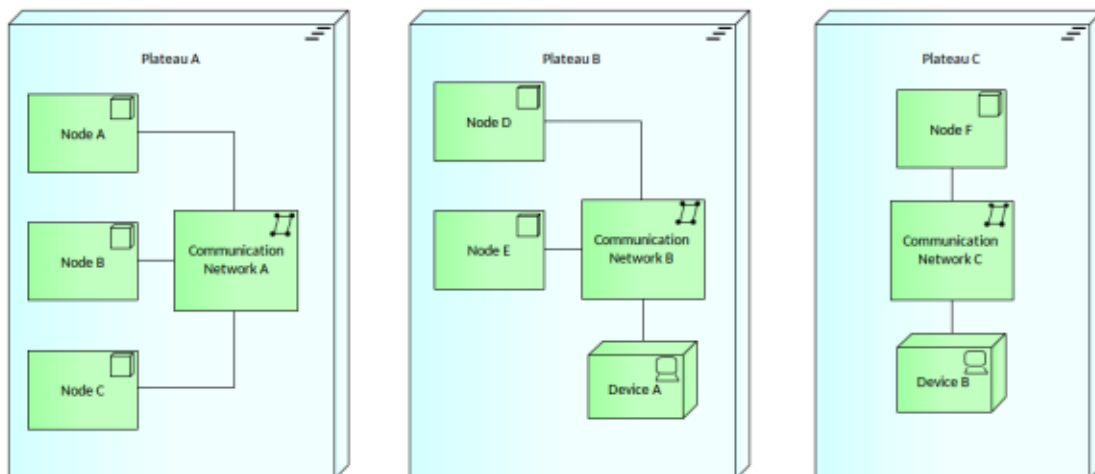 Plateau A
Node A
Node B
Communication
Network A
Node C
Plateau B
Node D
Node E
Communication
Network B
Device A
Plateau C
Node F
Communication
Network C
Device B